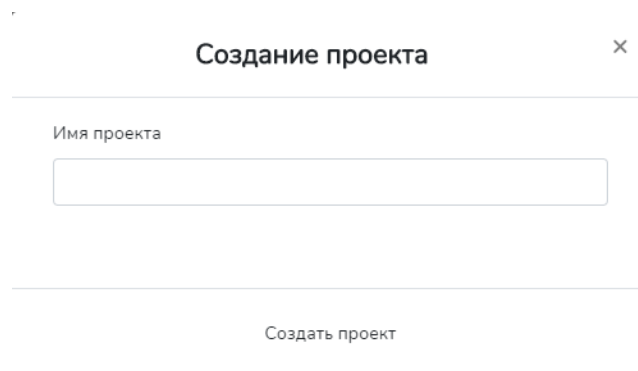 Создание проекта
×
Имя проекта
Создать проект